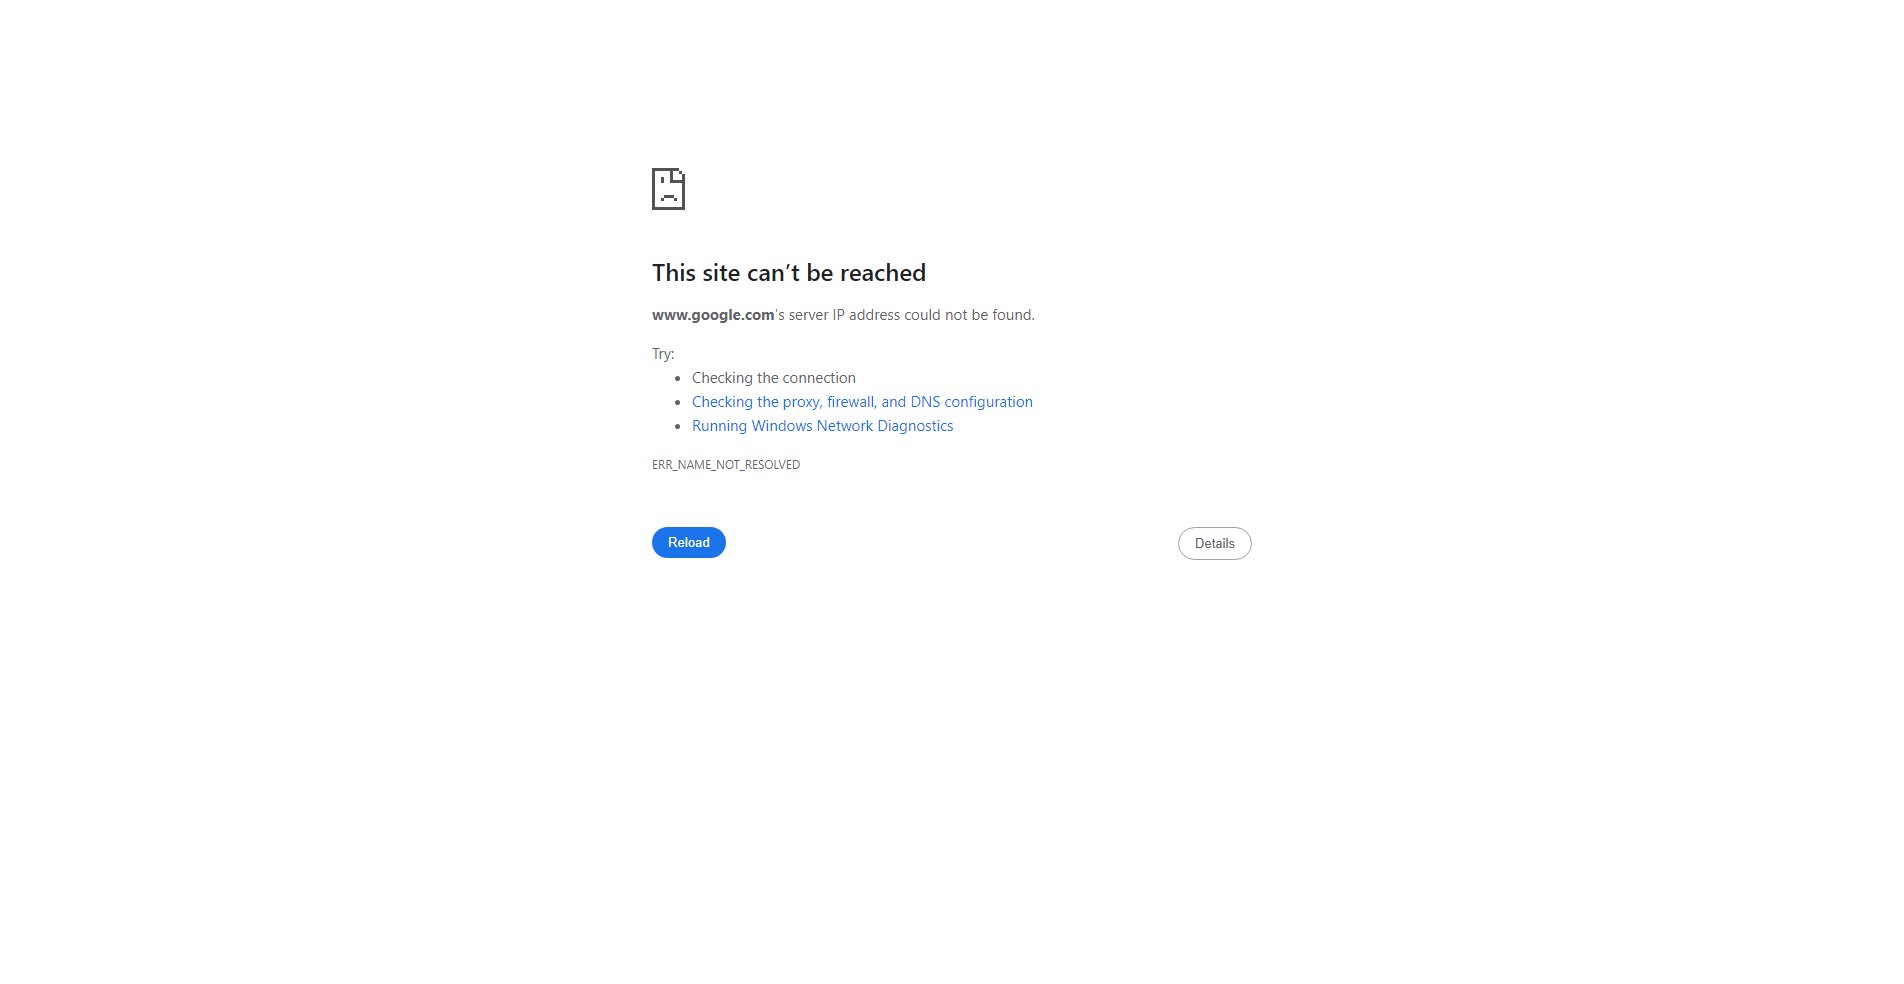 This site can’t be reached
www.google.com’s server IP address could not be found.
Try:
Checking the connection
Checking the proxy, firewall, and DNS configuration
Running Windows Network Diagnostics
ERR_NAME_NOT_RESOLVED
Reload
Details